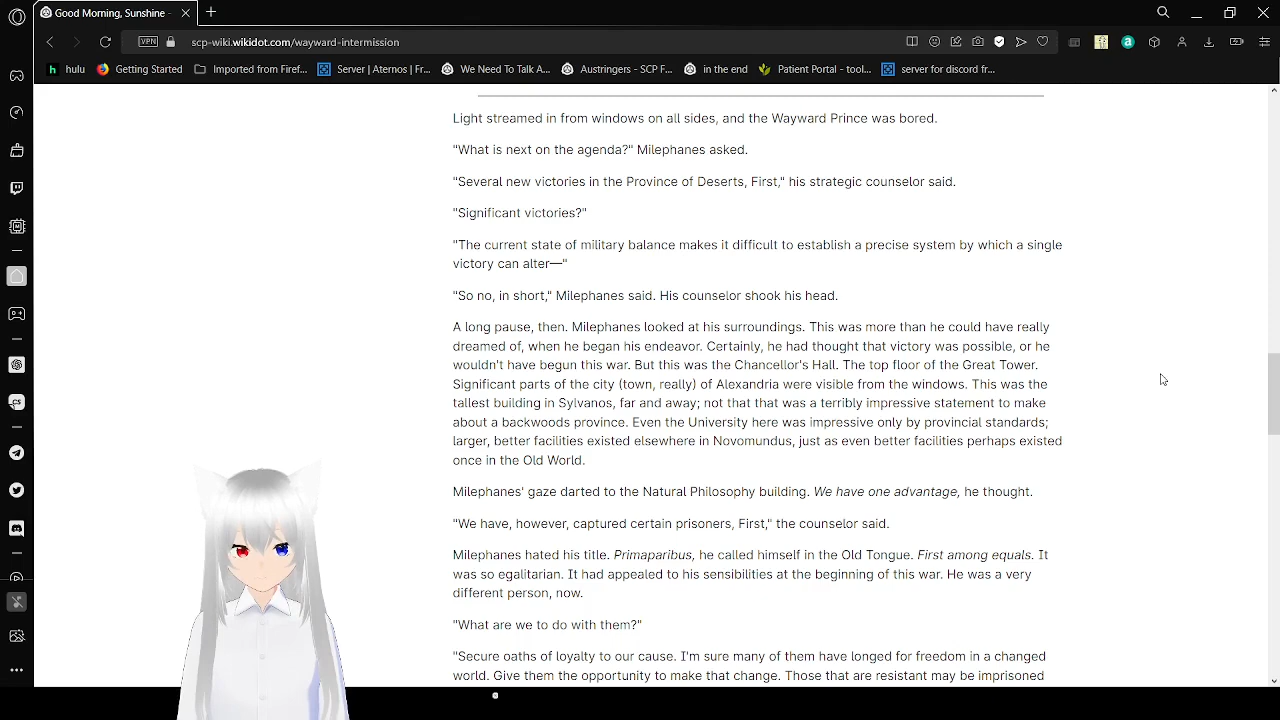 Good Morning, Sunshine -
VPN
scp-wiki.wikidot.com/wayward-intermission
h hulu
Getting Started
Imported from Firef...
Server | Aternos | Fr...
We Need To Talk A...
Austringers - SCP F...
in the end
Patient Portal - tool...
server for discord fr...
Light streamed in from windows on all sides, and the Wayward Prince was bored.
"What is next on the agenda?" Milephanes asked.
"Several new victories in the Province of Deserts, First," his strategic counselor said.
"Significant victories?"
"The current state of military balance makes it difficult to establish a precise system by which a single
victory can alter—"
"So no, in short," Milephanes said. His counselor shook his head.
A long pause, then. Milephanes looked at his surroundings. This was more than he could have really
dreamed of, when he began his endeavor. Certainly, he had thought that victory was possible, or he
wouldn't have begun this war. But this was the Chancellor's Hall. The top floor of the Great Tower.
Significant parts of the city (town, really) of Alexandria were visible from the windows. This was the
tallest building in Sylvanos, far and away; not that that was a terribly impressive statement to make
about a backwoods province. Even the University here was impressive only by provincial standards;
larger, better facilities existed elsewhere in Novomundus, just as even better facilities perhaps existed
once in the Old World.
Milephanes' gaze darted to the Natural Philosophy building. We have one advantage, he thought.
"We have, however, captured certain prisoners, First," the counselor said.
Milephanes hated his title. Primaparibus, he called himself in the Old Tongue. First among equals. It
was so egalitarian. It had appealed to his sensibilities at the beginning of this war. He was a very
different person, now.
"What are we to do with them?"
"Secure oaths of loyalty to our cause. I'm sure many of them have longed for freedom in a changed
world. Give them the opportunity to make that change. Those that are resistant may be imprisoned